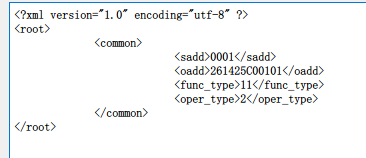 <?xml version="1.0" encoding="utf-8" ?>
<root>
<common>
<sadd>0001</sadd>
<oadd>261425C00101</oadd>
<func_type>11</func_type>
<oper_type>2</oper_type>
</common>
</root>